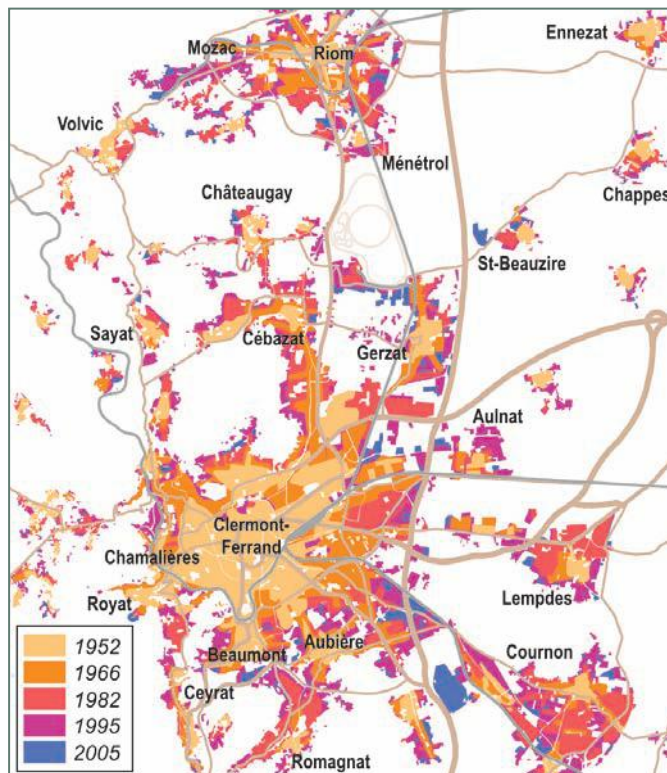 Ennezat
Mozac
Riom
Volvic
Ménétrol
Chappes
Châteaugay
St-Beauzire
Sayat
Cébazat
Gerzat
Aulnat
Clermont-
Ferrand
Chamalières
Lempdes
Royat
Cournon
Aubière
Beaumont
Ceyrat
Romagnat
1952
1966
1982
1995
2005